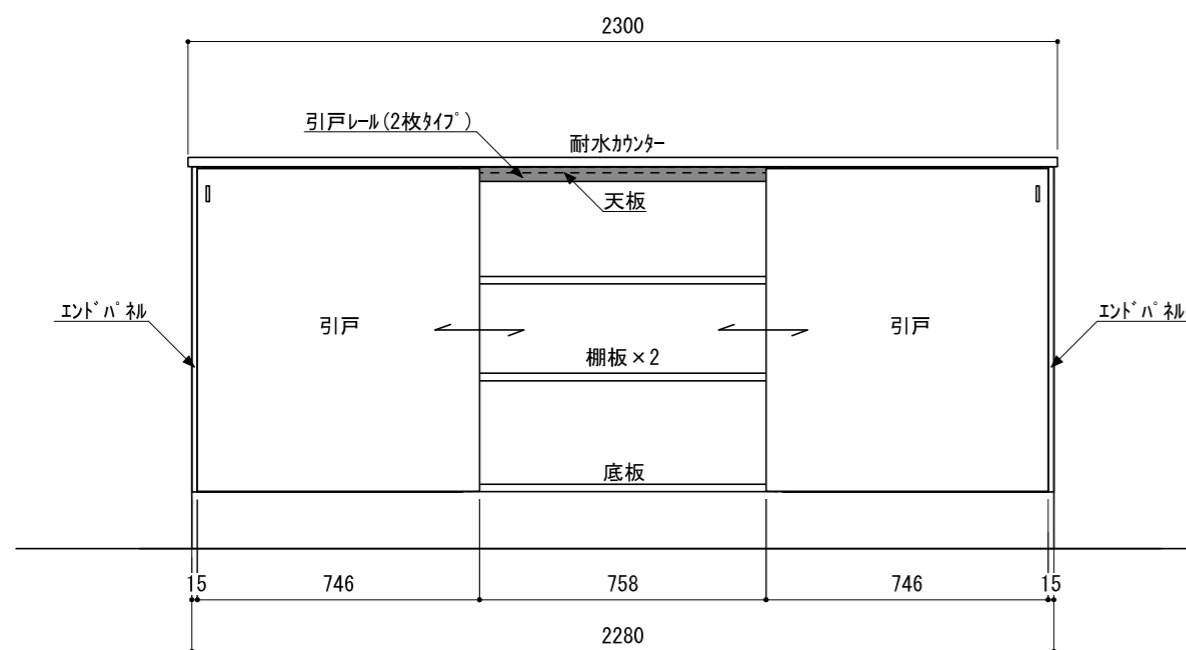 2300
引戸ﾚｰﾙ(2枚ﾀｲﾌﾟ)
耐水ｶｳﾝﾀｰ
天板
ｴﾝﾄﾞﾊﾟﾈﾙ
引戸
引戸
ｴﾝﾄﾞﾊﾟﾈﾙ
棚板×2
底板
15 746 758 746 15
2280